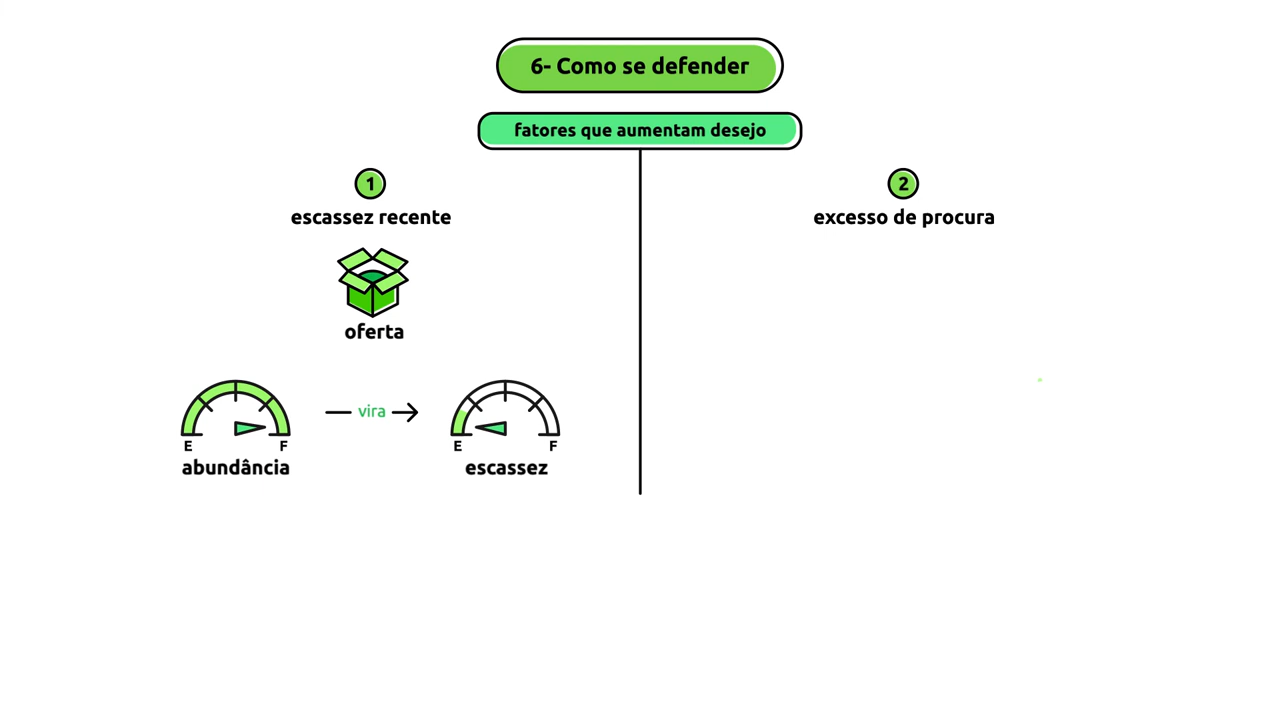 6- Como se defender
fatores que aumentam desejo
1
escassez recente
oferta
E F
abundância
vira
E F
escassez
2
excesso de procura